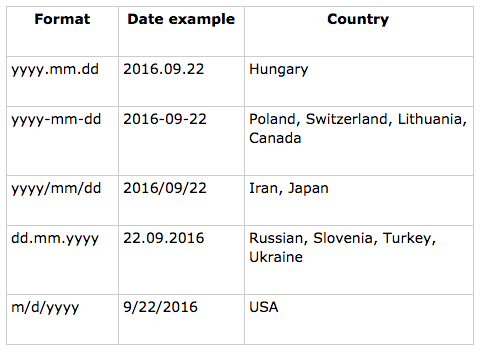 Format Date example Country
yyyy.mm.dd 2016.09.22 Hungary
yyyy-mm-dd 2016-09-22 Poland, Switzerland, Lithuania,
Canada
yyyy/mm/dd 2016/09/22 Iran, Japan
dd.mm.yyyy 22.09.2016 Russian, Slovenia, Turkey,
Ukraine
m/d/yyyy 9/22/2016 USA